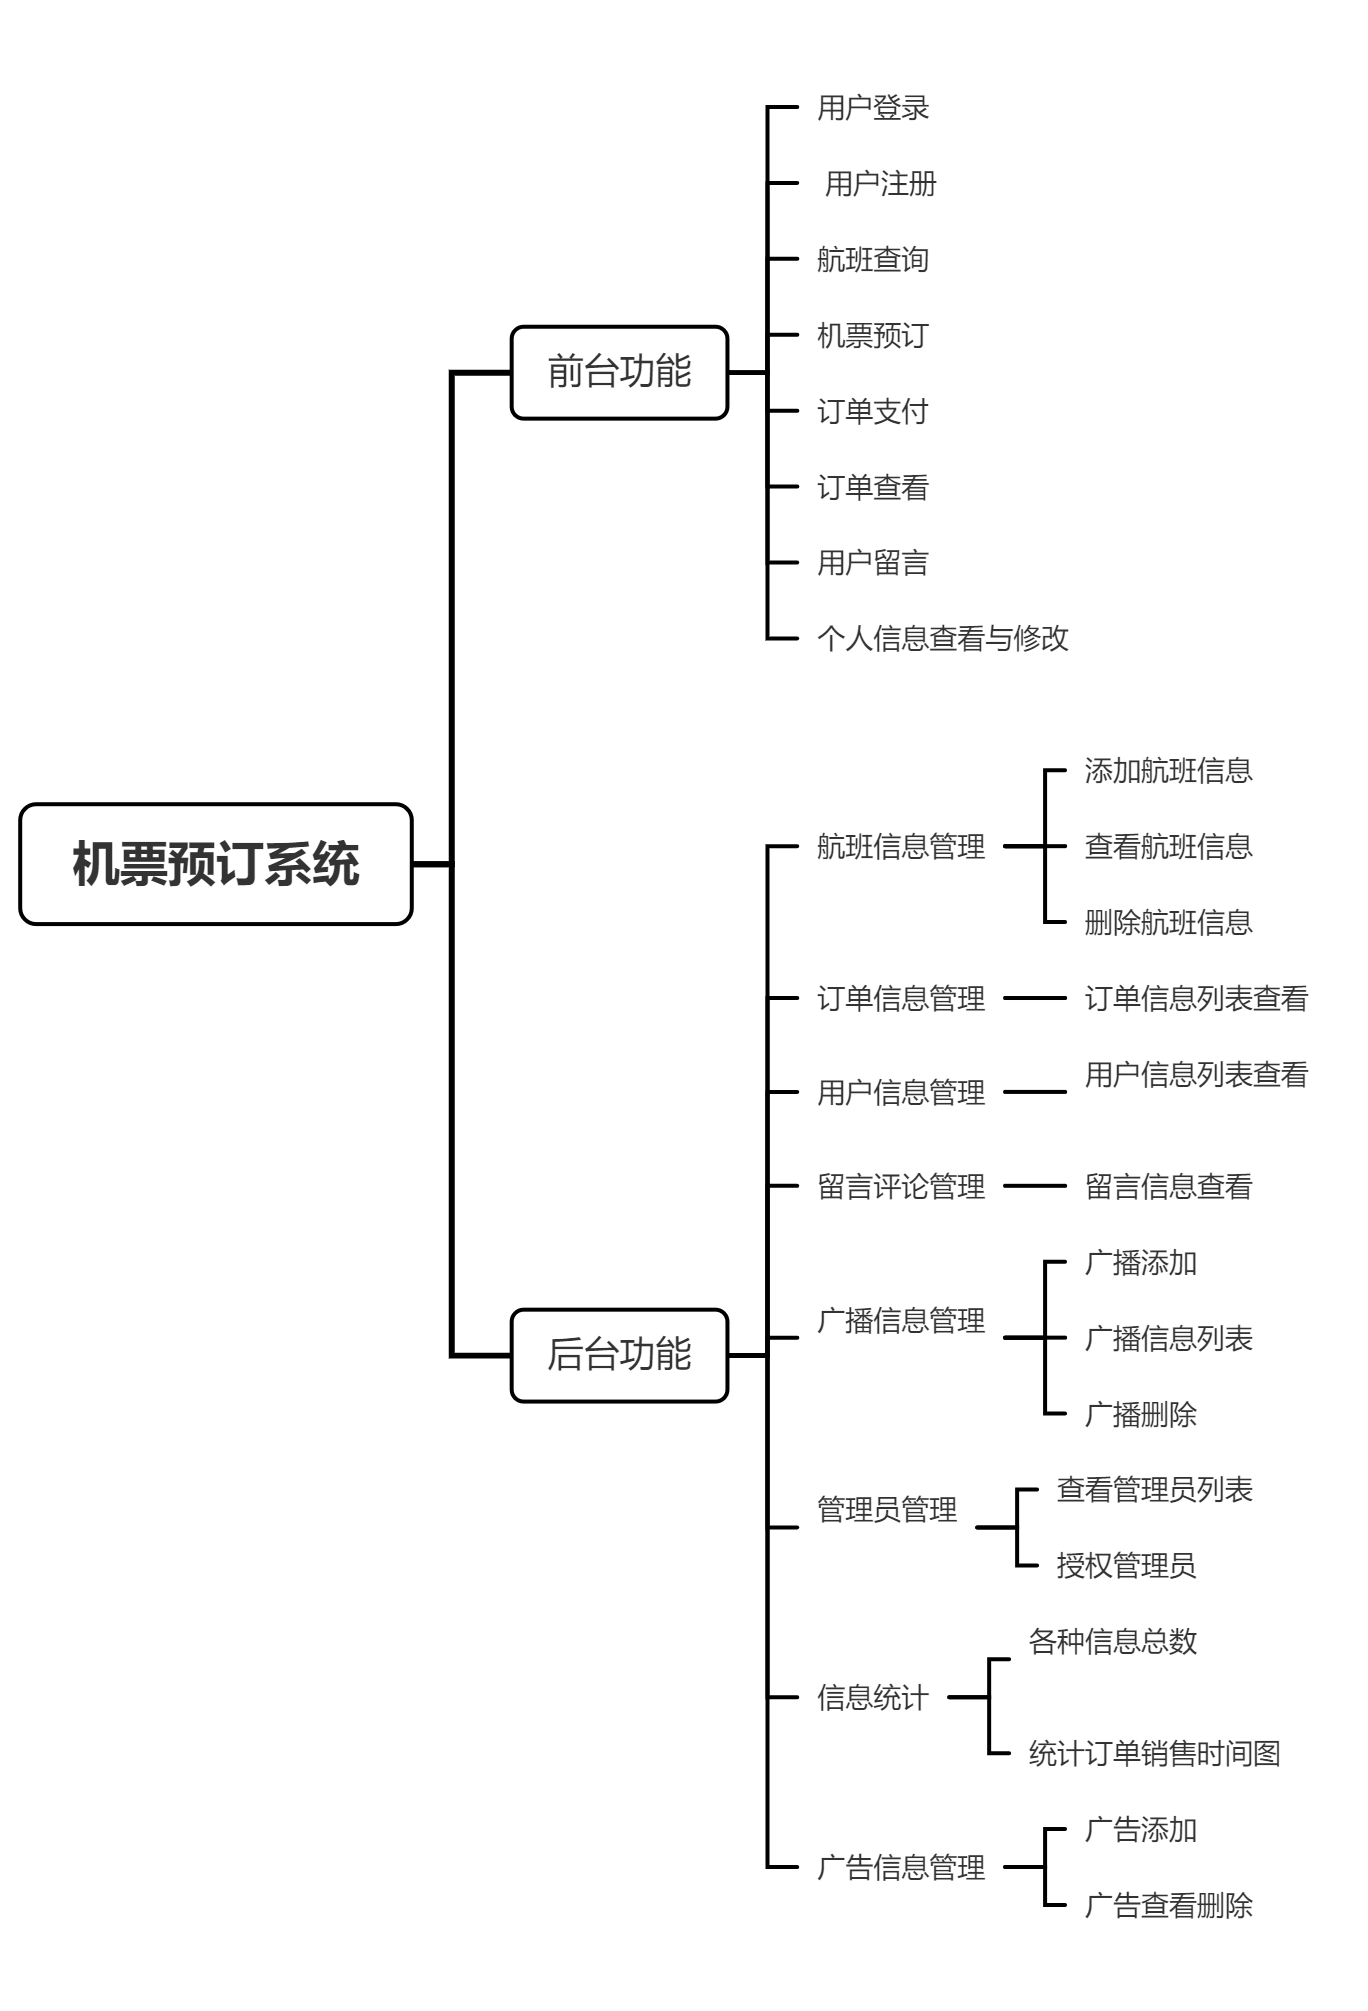 机票预订系统
前台功能
用户登录
用户注册
航班查询
机票预订
订单支付
订单查看
用户留言
个人信息查看与修改
后台功能
航班信息管理
添加航班信息
查看航班信息
删除航班信息
订单信息管理
订单信息列表查看
用户信息管理
用户信息列表查看
留言评论管理
留言信息查看
广播信息管理
广播添加
广播信息列表
广播删除
管理员管理
查看管理员列表
授权管理员
信息统计
各种信息总数
统计订单销售时间图
广告信息管理
广告添加
广告查看删除